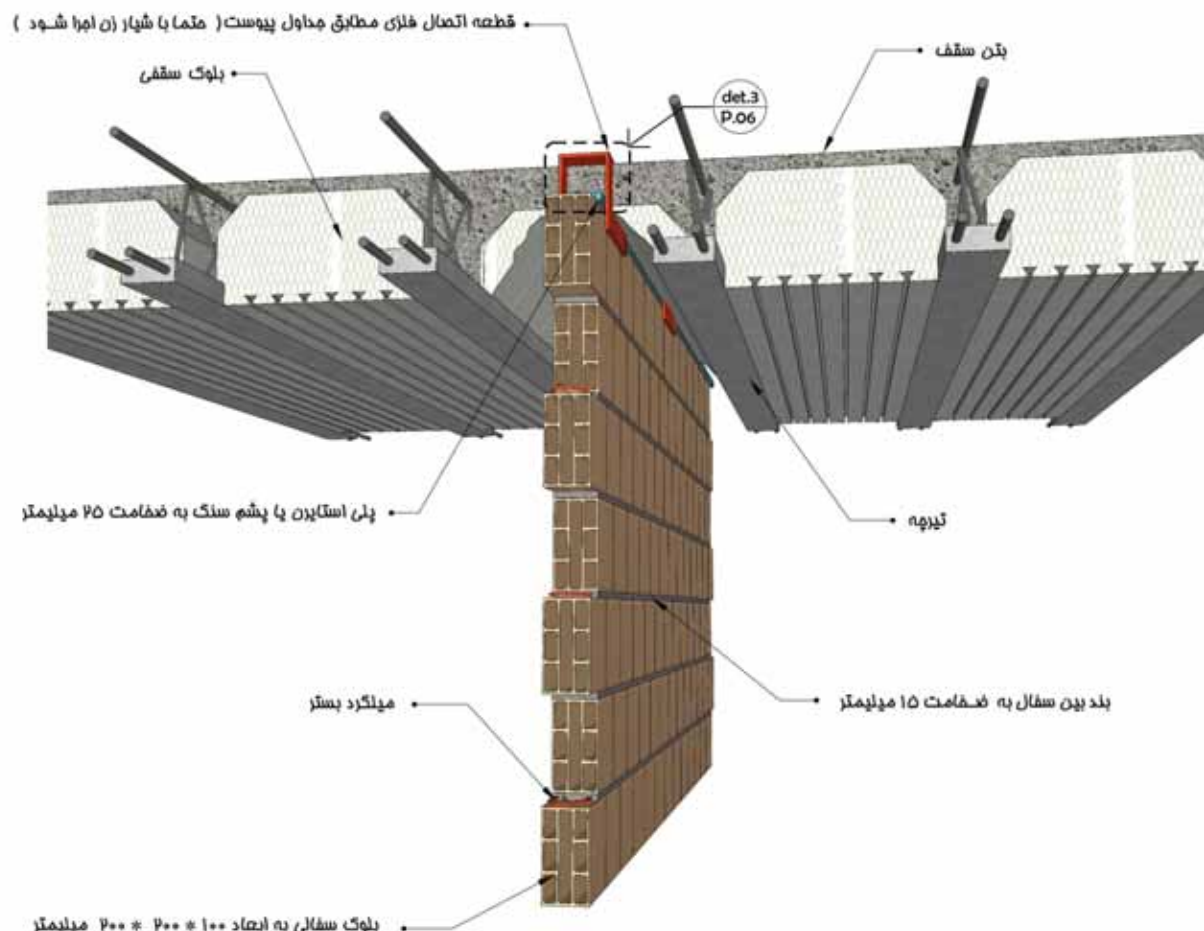 قطعه اتصال فلزی مطابق جداول پیوست ( حتما با شیار زن اجرا شود )
بتن سقف
بلوک سقفی
det.3
P.06
پلی استایرن یا پشم سنگ به ضخامت ۲۵ میلیمتر
تیرچه
میلگرد بستر
بند بین سفال به ضخامت ۱۵ میلیمتر
بلوک سفالی به ابعاد ۱۰۰ * ۲۰۰ * ۲۰۰ میلیمتر